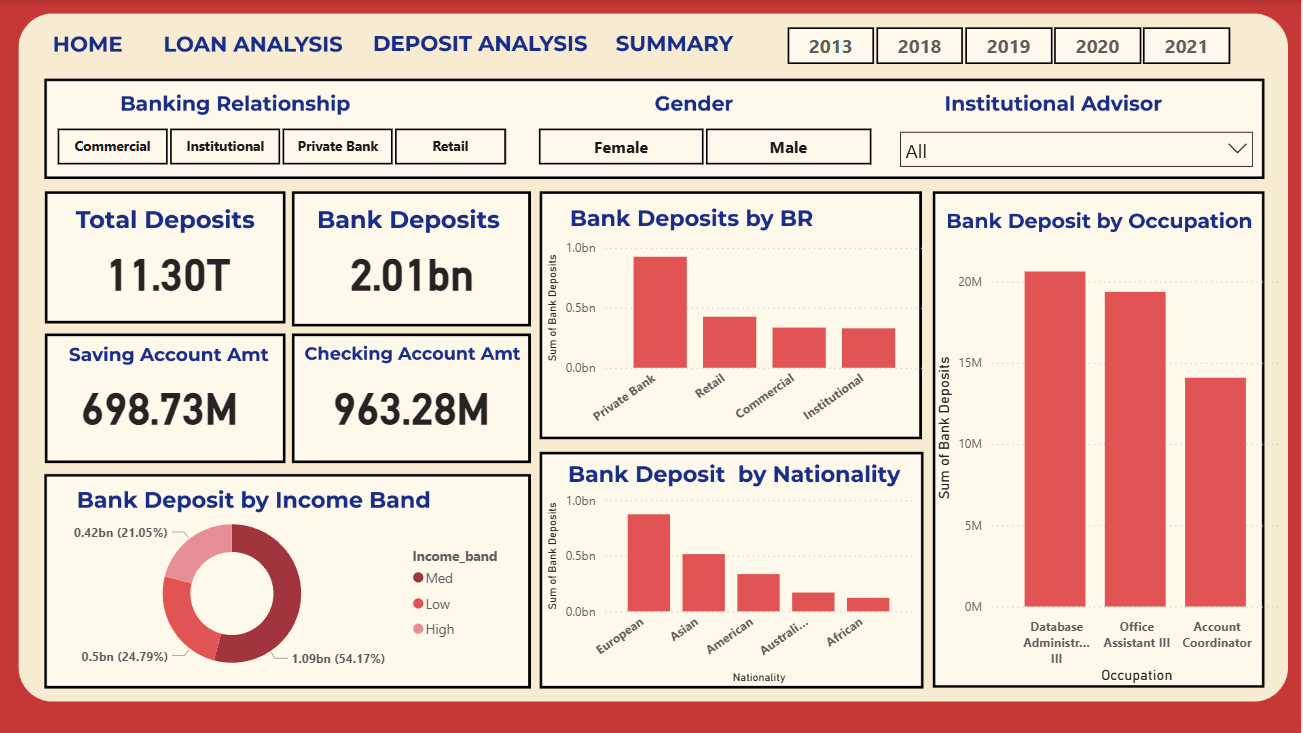 HOME LOAN ANALYSIS DEPOSIT ANALYSIS SUMMARY 2013 2018 2019 2020 2021
Banking Relationship Gender Institutional Advisor
Commercial Institutional Private Bank Retail Female Male All
Total Deposits
11.30T
Bank Deposits
2.01bn
Saving Account Amt
698.73M
Checking Account Amt
963.28M
Bank Deposit by Income Band
0.42bn (21.05%)
0.5bn (24.79%)
1.09bn (54.17%)
Income_band
Med
Low
High
Bank Deposits by BR
Sum of Bank Deposits
1.0bn
0.5bn
0.0bn
Private Bank Retail Commercial Institutional
Bank Deposit  by Nationality
Sum of Bank Deposits
1.0bn
0.5bn
0.0bn
European Asian American Australi... African
Nationality
Bank Deposit by Occupation
Sum of Bank Deposits
20M
15M
10M
5M
0M
Database Administr... III
Office Assistant III
Account Coordinator
Occupation